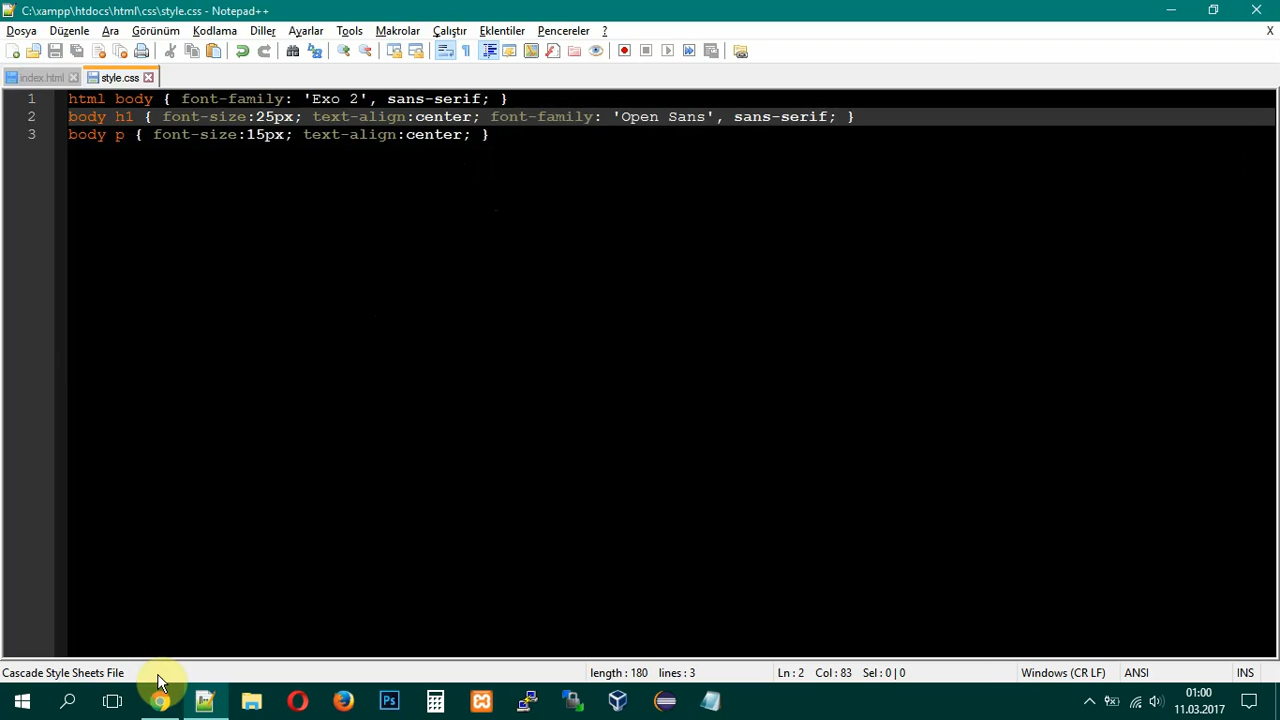 C:\xampp\htdocs\html\css\style.css - Notepad++
Dosya Düzenle Ara Görünüm Kodlama Diller Ayarlar Tools Makrolar Çalıştır Eklentiler Pencereler ? X
index.html style.css
1 html body { font-family: 'Exo 2', sans-serif; }
2 body h1 { font-size:25px; text-align:center; font-family: 'Open Sans', sans-serif; }
3 body p { font-size:15px; text-align:center; }
Cascade Style Sheets File length : 180 lines : 3 Ln : 2 Col : 83 Sel : 0 | 0 Windows (CR LF) ANSI INS
Ps
01:00
11.03.2017